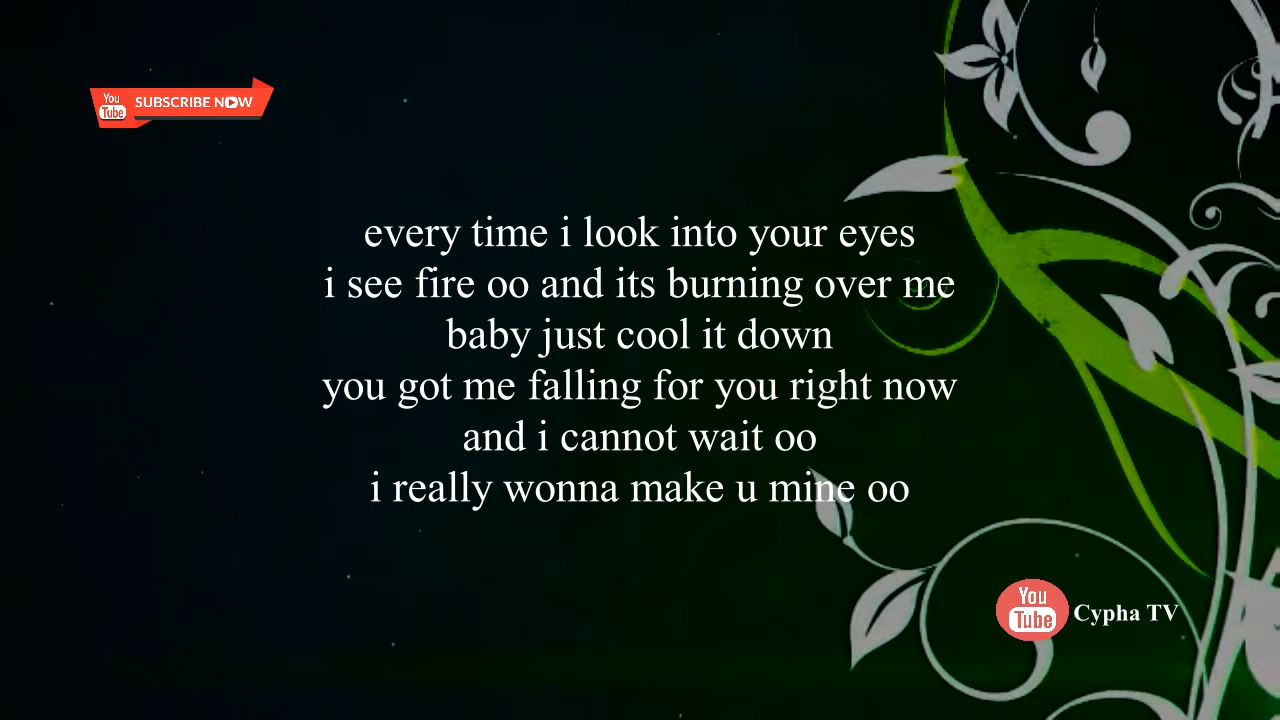 You
Tube
SUBSCRIBE NOW
every time i look into your eyes
i see fire oo and its burning over me
baby just cool it down
you got me falling for you right now
and i cannot wait oo
i really wonna make u mine oo
You
Tube
Cypha TV